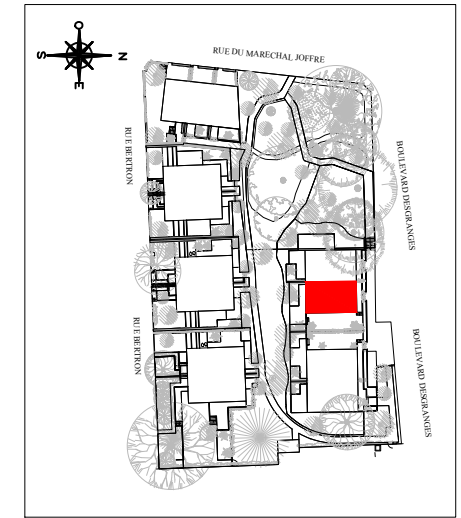 O
S
N
E
RUE DU MARECHAL JOFFRE
RUE BERTRON
BOULEVARD DESGRANGES
RUE BERTRON
BOULEVARD DESGRANGES